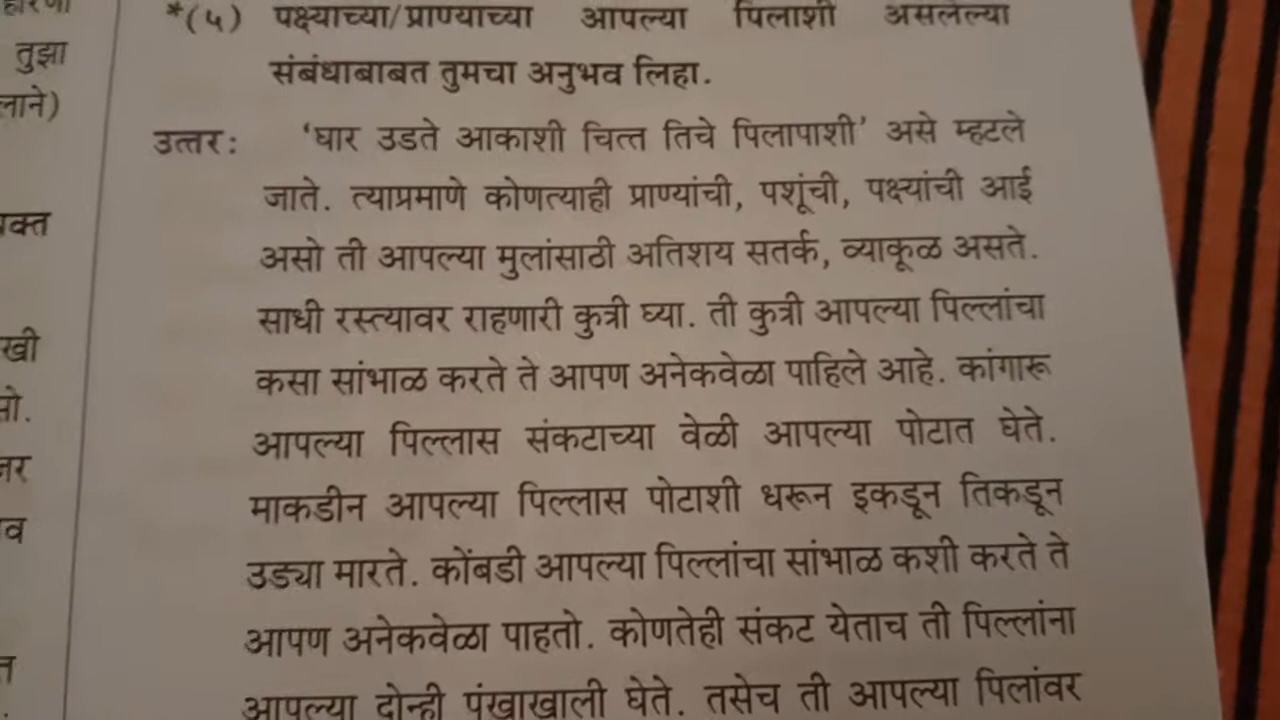 तुझा
लाने)
*(५) पक्ष्याच्या/प्राण्याच्या आपल्या पिलाशी असलेल्या
संबंधाबाबत तुमचा अनुभव लिहा.
उत्तर: 'घार उडते आकाशी चित्त तिचे पिलापाशी' असे म्हटले
जाते. त्याप्रमाणे कोणत्याही प्राण्यांची, पशूंची, पक्ष्यांची आई
असो ती आपल्या मुलांसाठी अतिशय सतर्क, व्याकूळ असते.
साधी रस्त्यावर राहणारी कुत्री घ्या. ती कुत्री आपल्या पिल्लांचा
कसा सांभाळ करते ते आपण अनेकवेळा पाहिले आहे. कांगारू
आपल्या पिल्लास संकटाच्या वेळी आपल्या पोटात घेते.
माकडीन आपल्या पिल्लास पोटाशी धरून इकडून तिकडून
उड्या मारते. कोंबडी आपल्या पिल्लांचा सांभाळ कशी करते ते
आपण अनेकवेळा पाहतो. कोणतेही संकट येताच ती पिल्लांना
आपल्या दोन्ही पंखाखाली घेते. तसेच ती आपल्या पिलांवर